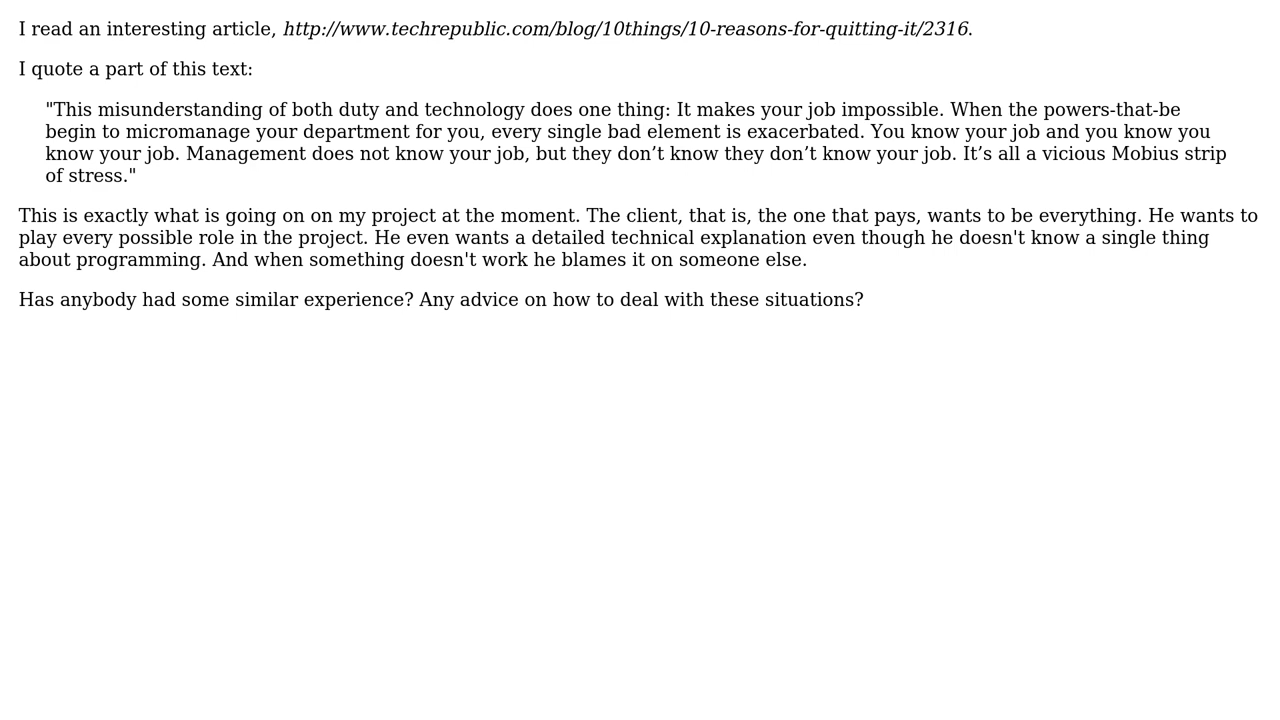 I read an interesting article, http://www.techrepublic.com/blog/10things/10-reasons-for-quitting-it/2316.
I quote a part of this text:
"This misunderstanding of both duty and technology does one thing: It makes your job impossible. When the powers-that-be
begin to micromanage your department for you, every single bad element is exacerbated. You know your job and you know you
know your job. Management does not know your job, but they don’t know they don’t know your job. It’s all a vicious Mobius strip
of stress."
This is exactly what is going on on my project at the moment. The client, that is, the one that pays, wants to be everything. He wants to
play every possible role in the project. He even wants a detailed technical explanation even though he doesn't know a single thing
about programming. And when something doesn't work he blames it on someone else.
Has anybody had some similar experience? Any advice on how to deal with these situations?